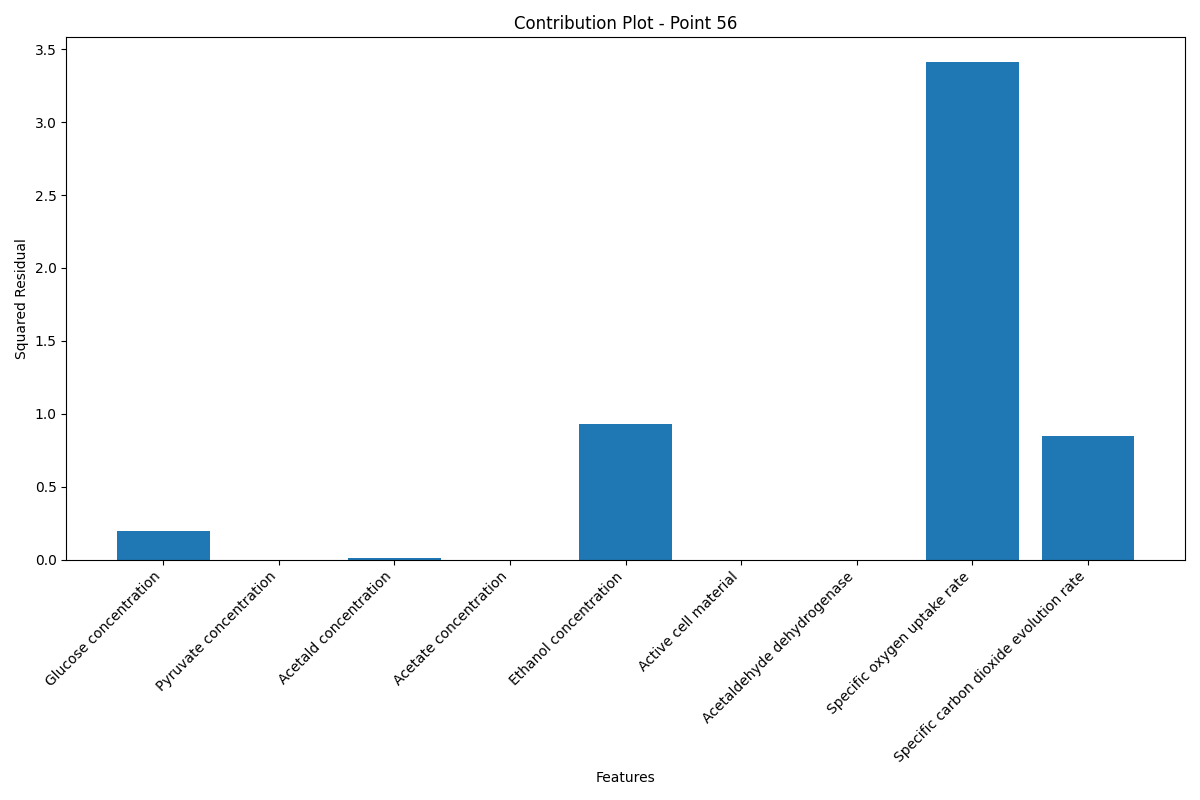 Contribution Plot - Point 56
3.5
3.0
2.5
2.0
1.5
1.0
0.5
0.0
Squared Residual
Glucose concentration
Pyruvate concentration
Acetald concentration
Acetate concentration
Ethanol concentration
Active cell material
Acetaldehyde dehydrogenase
Specific oxygen uptake rate
Specific carbon dioxide evolution rate
Features